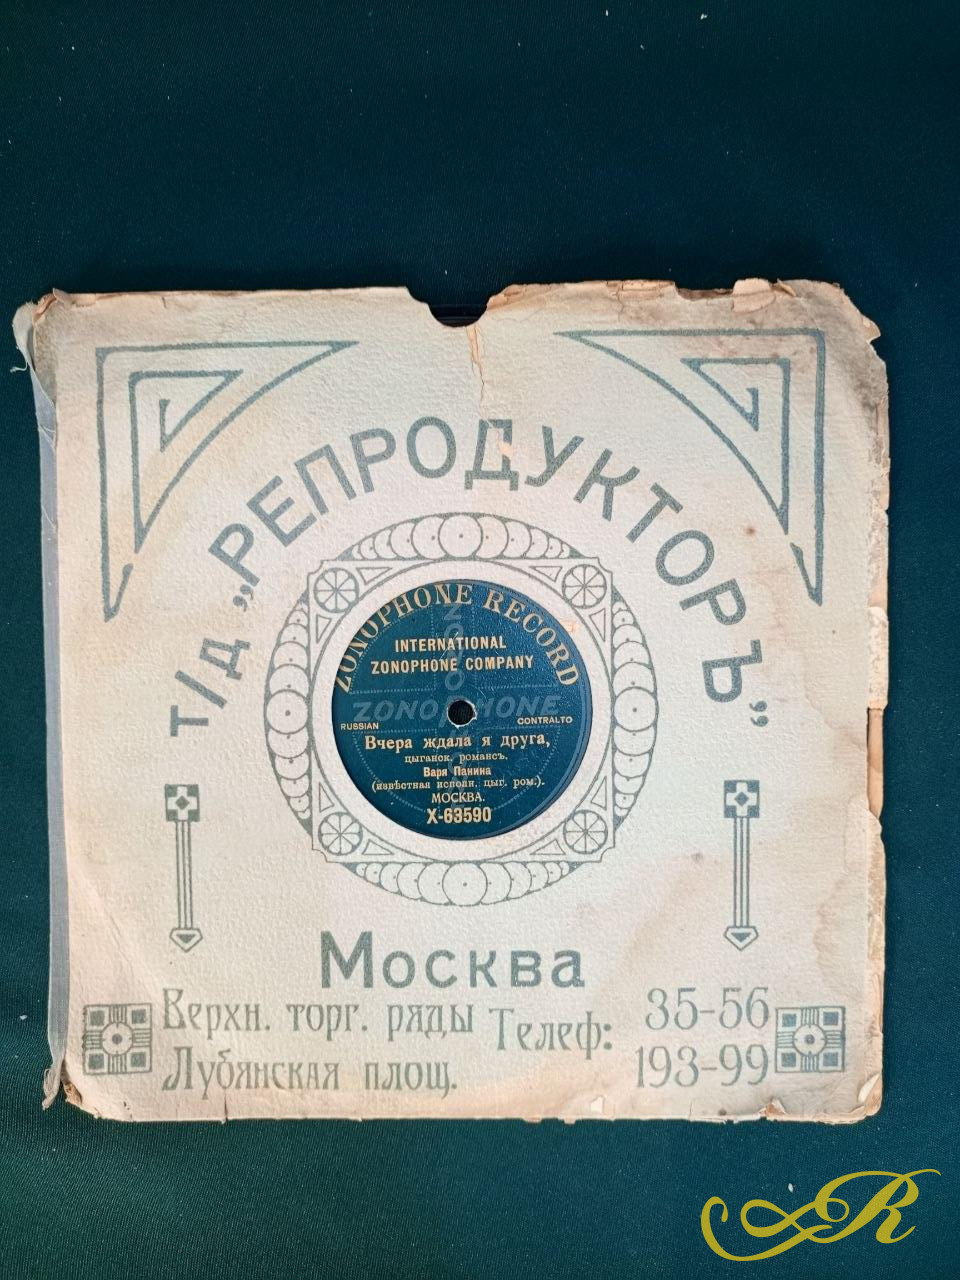 Т/Д „РЕПРОДУКТОРЪ”
ZONOPHONE RECORD
INTERNATIONAL
ZONOPHONE COMPANY
ZONOPHONE
RUSSIAN CONTRALTO
Вчера ждала я друга,
цыганск. романсъ.
Варя Панина
(извѣстная исполн. цыг. ром.).
МОСКВА.
X-63590
Москва
Верхн. торг. ряды Телеф: 35-56
Лубянская площ. 193-99
R